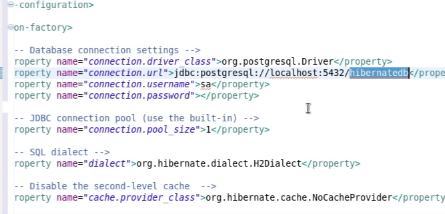 -configuration>
on-factory>
-- Database connection settings -->
roperty name="connection.driver_class">org.postgresql.Driver</property>
roperty name="connection.url">jdbc:postgresql://localhost:5432/hibernatedb</prope
roperty name="connection.username">sa</property>
roperty name="connection.password"></property>
-- JDBC connection pool (use the built-in) -->
roperty name="connection.pool_size">1</property>
-- SQL dialect -->
roperty name="dialect">org.hibernate.dialect.H2Dialect</property>
-- Disable the second-level cache  -->
roperty name="cache.provider_class">org.hibernate.cache.NoCacheProvider</property